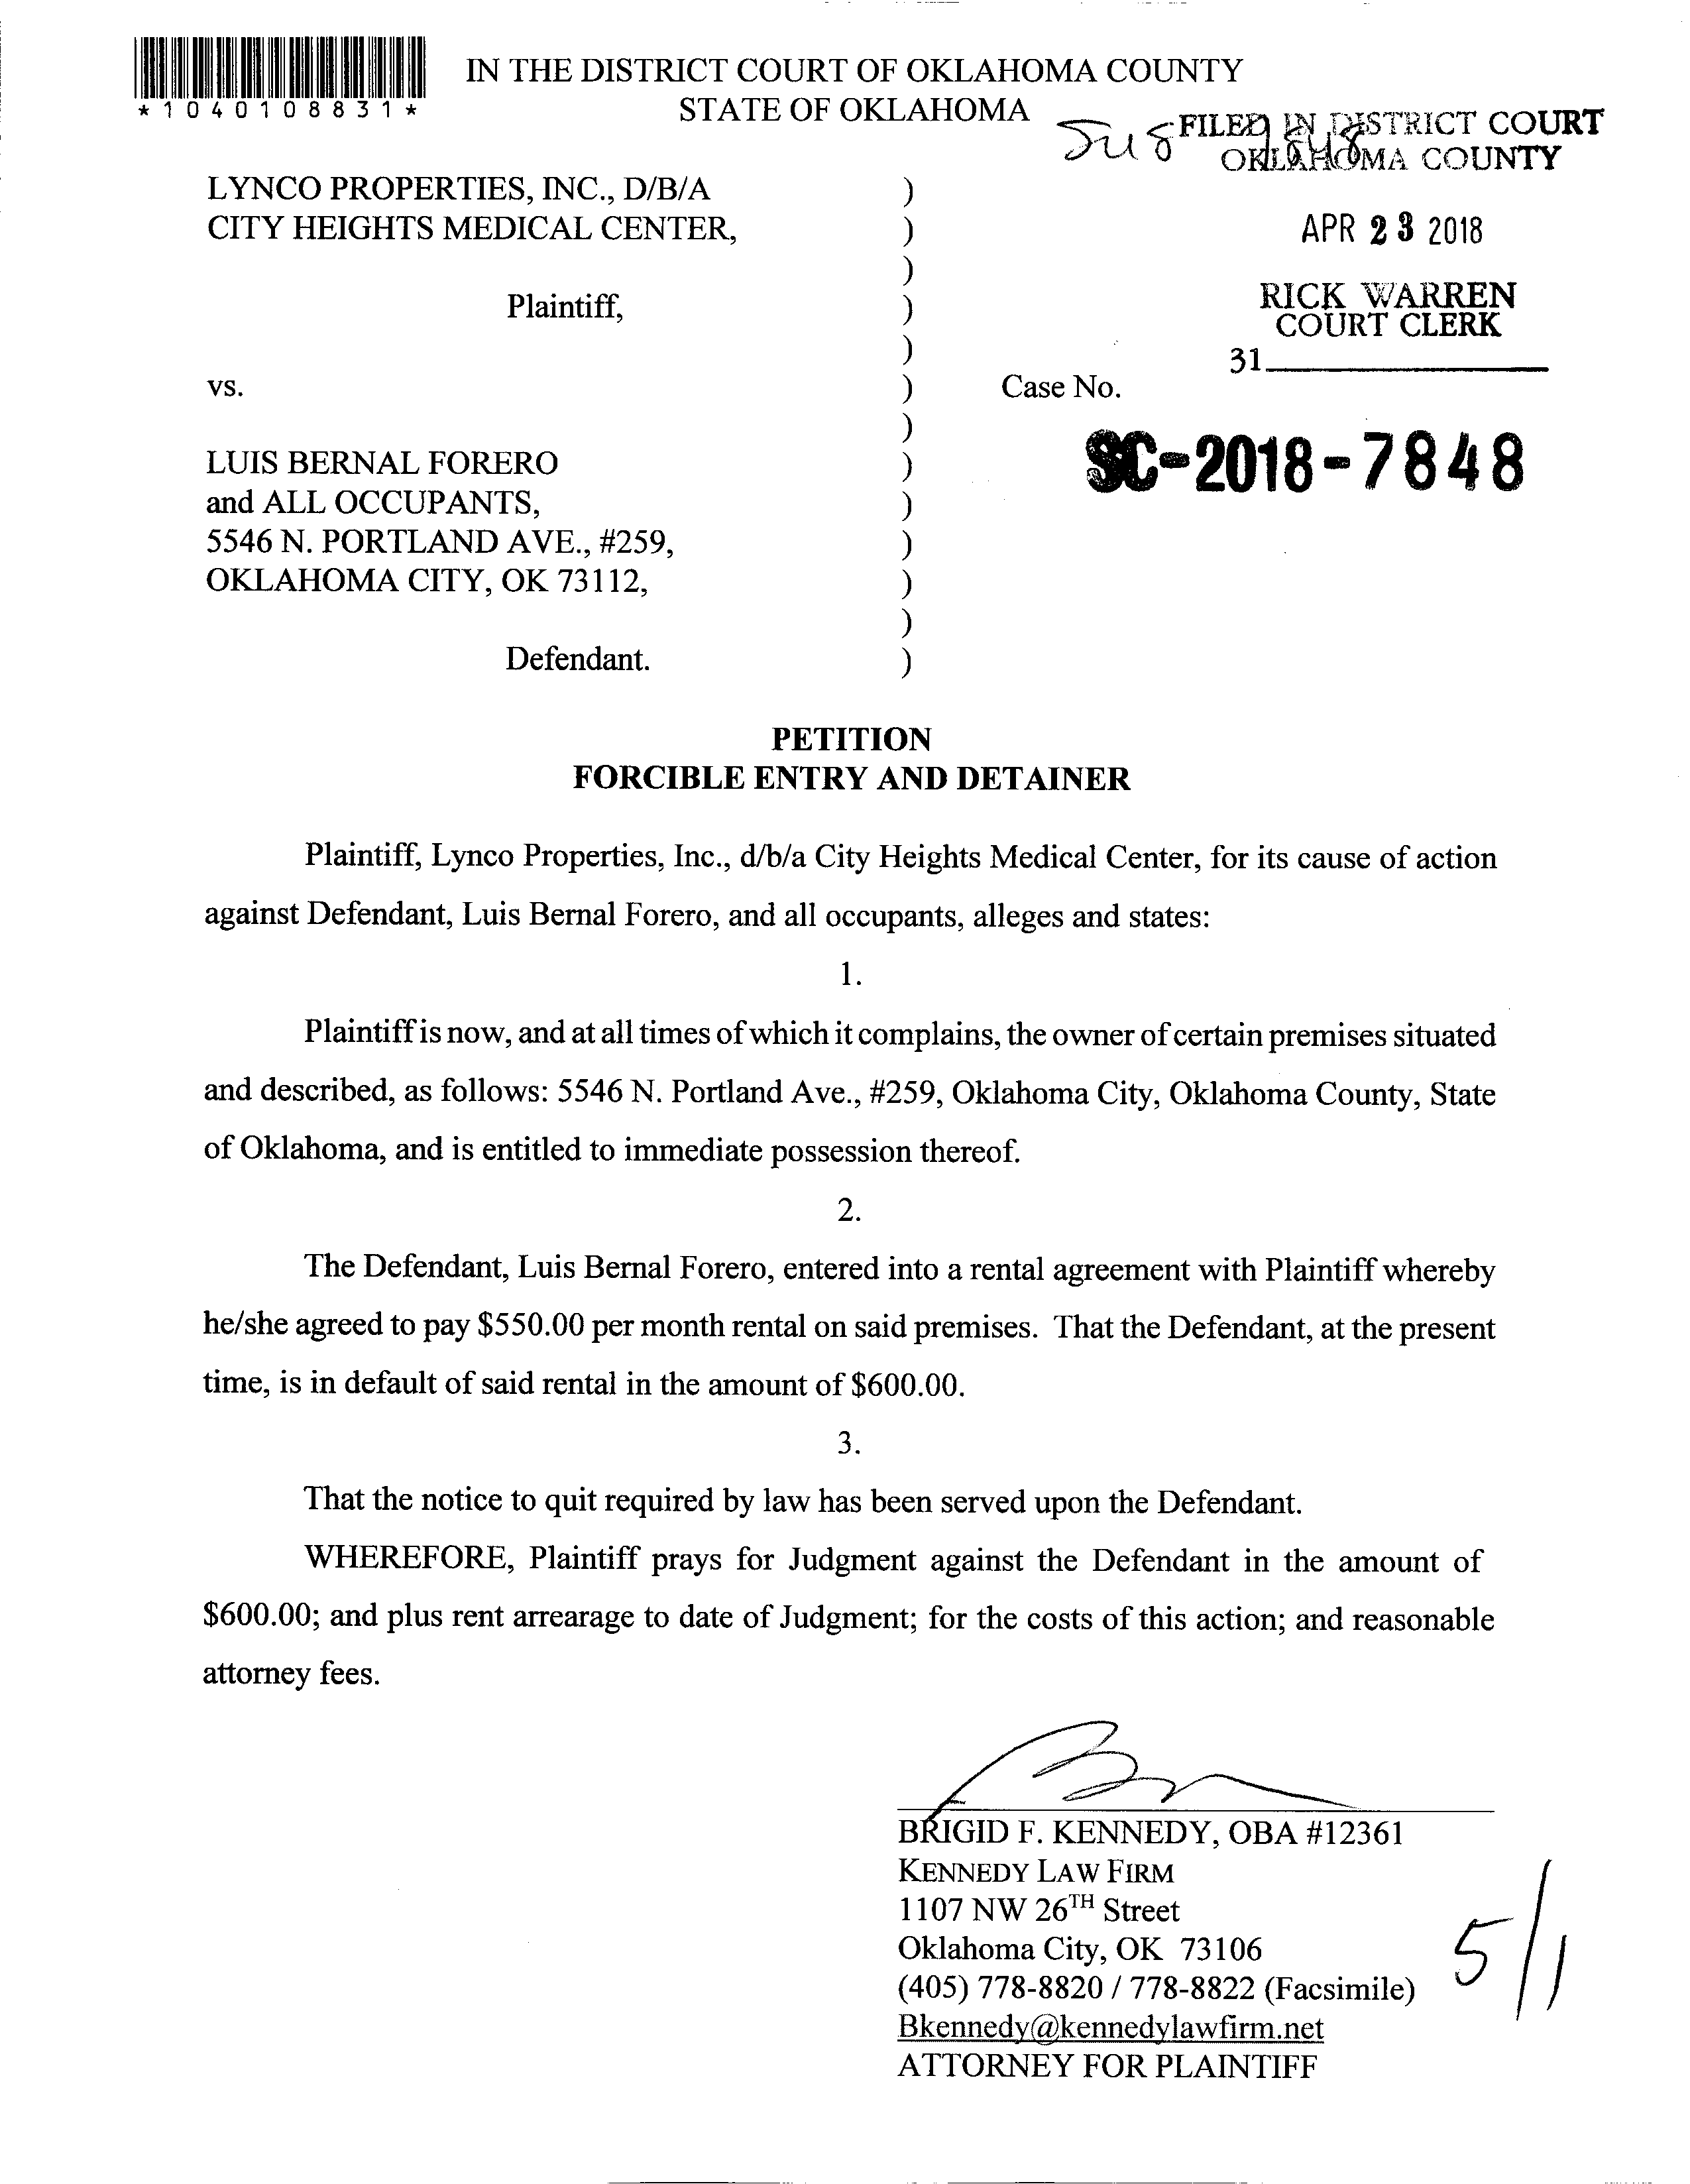 IN THE DISTRICT COURT OF OKLAHOMA COUNTY
*1040108831*
STATE OF OKLAHOMA
FILED IN DISTRICT COURT
OKLAHOMA COUNTY
LYNCO PROPERTIES, INC., D/B/A )
CITY HEIGHTS MEDICAL CENTER, )
APR 23 2018
)
Plaintiff, )
RICK WARREN
COURT CLERK
)
31
vs. ) Case No.
)
SC-2018-7848
LUIS BERNAL FORERO )
and ALL OCCUPANTS, )
5546 N. PORTLAND AVE., #259, )
OKLAHOMA CITY, OK 73112, )
)
Defendant. )
PETITION
FORCIBLE ENTRY AND DETAINER
Plaintiff, Lynco Properties, Inc., d/b/a City Heights Medical Center, for its cause of action
against Defendant, Luis Bernal Forero, and all occupants, alleges and states:
1.
Plaintiff is now, and at all times of which it complains, the owner of certain premises situated
and described, as follows: 5546 N. Portland Ave., #259, Oklahoma City, Oklahoma County, State
of Oklahoma, and is entitled to immediate possession thereof.
2.
The Defendant, Luis Bernal Forero, entered into a rental agreement with Plaintiff whereby
he/she agreed to pay $550.00 per month rental on said premises. That the Defendant, at the present
time, is in default of said rental in the amount of $600.00.
3.
That the notice to quit required by law has been served upon the Defendant.
WHEREFORE, Plaintiff prays for Judgment against the Defendant in the amount of
$600.00; and plus rent arrearage to date of Judgment; for the costs of this action; and reasonable
attorney fees.
BRIGID F. KENNEDY, OBA #12361
KENNEDY LAW FIRM
1107 NW 26TH Street
Oklahoma City, OK 73106
(405) 778-8820 / 778-8822 (Facsimile)
5/1
Bkennedy@kennedylawfirm.net
ATTORNEY FOR PLAINTIFF